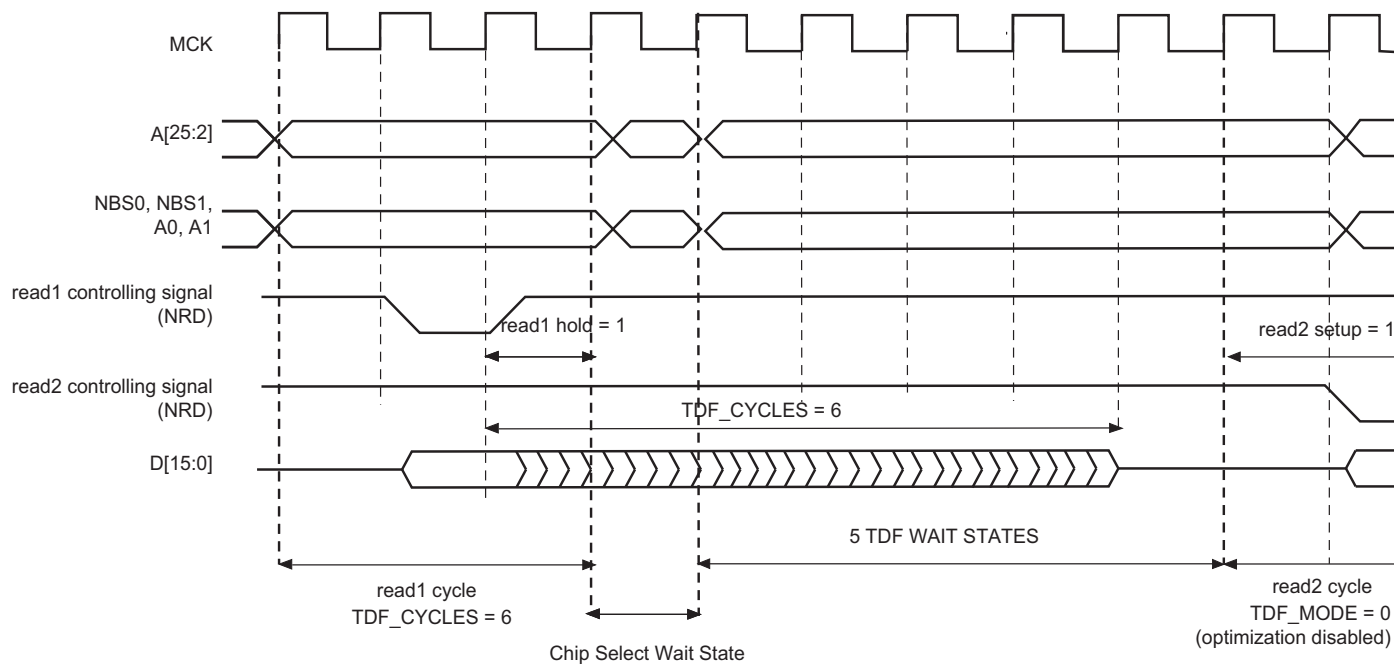 MCK
A[25:2]
NBS0, NBS1,
A0, A1
read1 controlling signal
(NRD)
read1 hold = 1
read2 setup = 1
read2 controlling signal
(NRD)
TDF_CYCLES = 6
D[15:0]
5 TDF WAIT STATES
read1 cycle
TDF_CYCLES = 6
read2 cycle
TDF_MODE = 0
(optimization disabled)
Chip Select Wait State